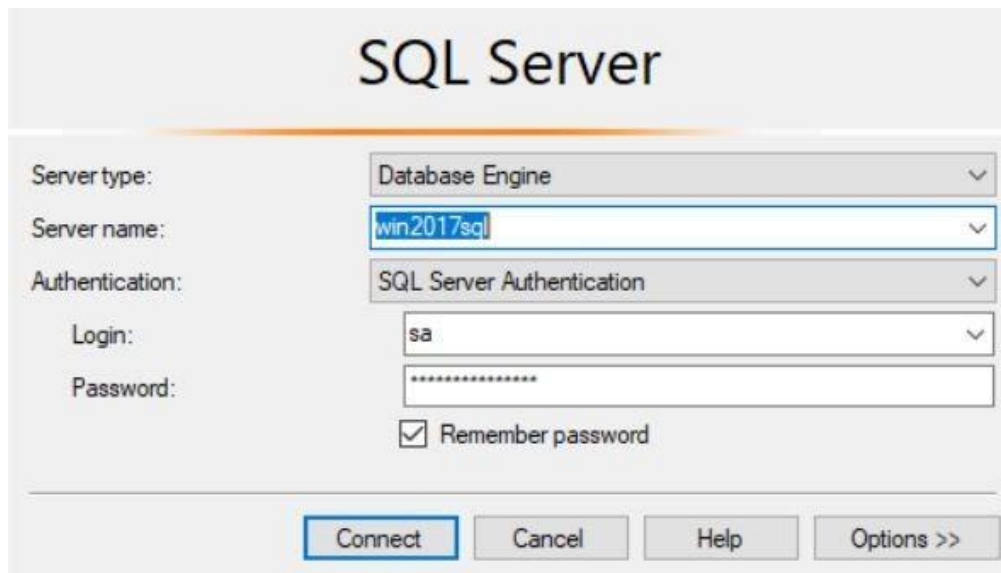 SQL Server
Server type: Database Engine
Server name: win2017sql
Authentication: SQL Server Authentication
Login: sa
Password: ***************
Remember password
Connect Cancel Help Options >>